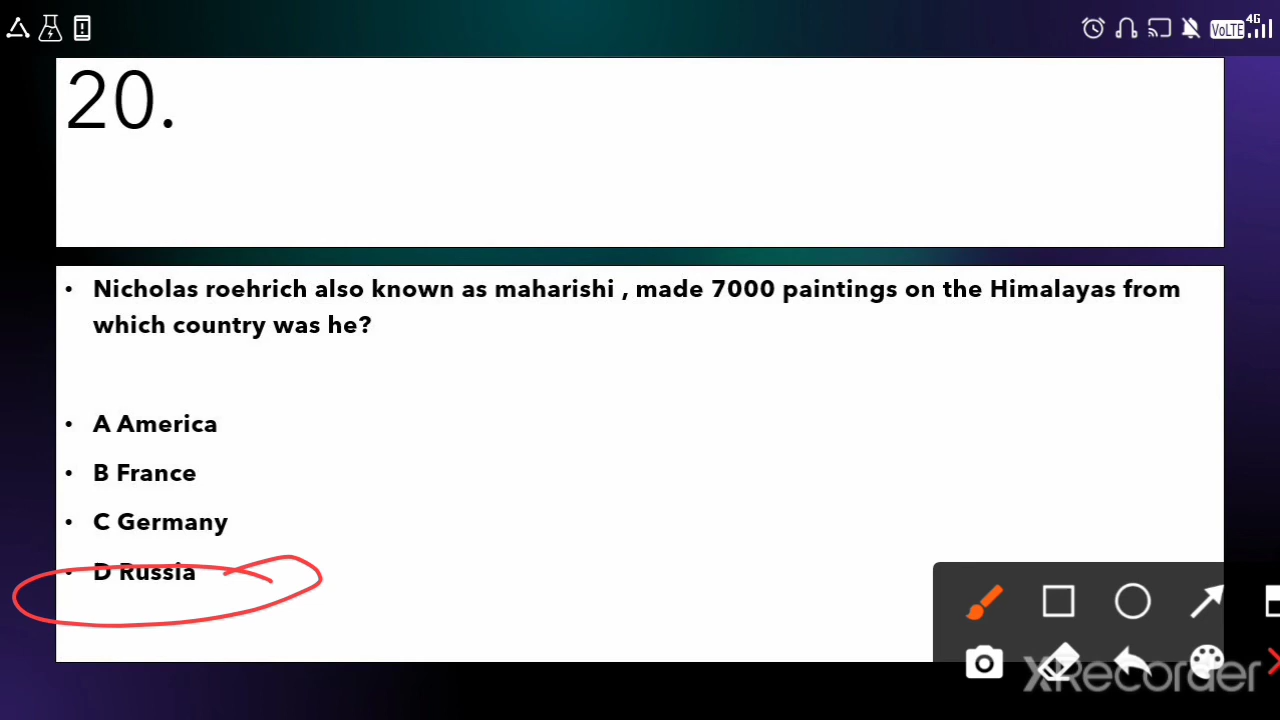 VoLTE 4G
20.
• Nicholas roehrich also known as maharishi , made 7000 paintings on the Himalayas from
which country was he?
• A America
• B France
• C Germany
• D Russia
XRecorder